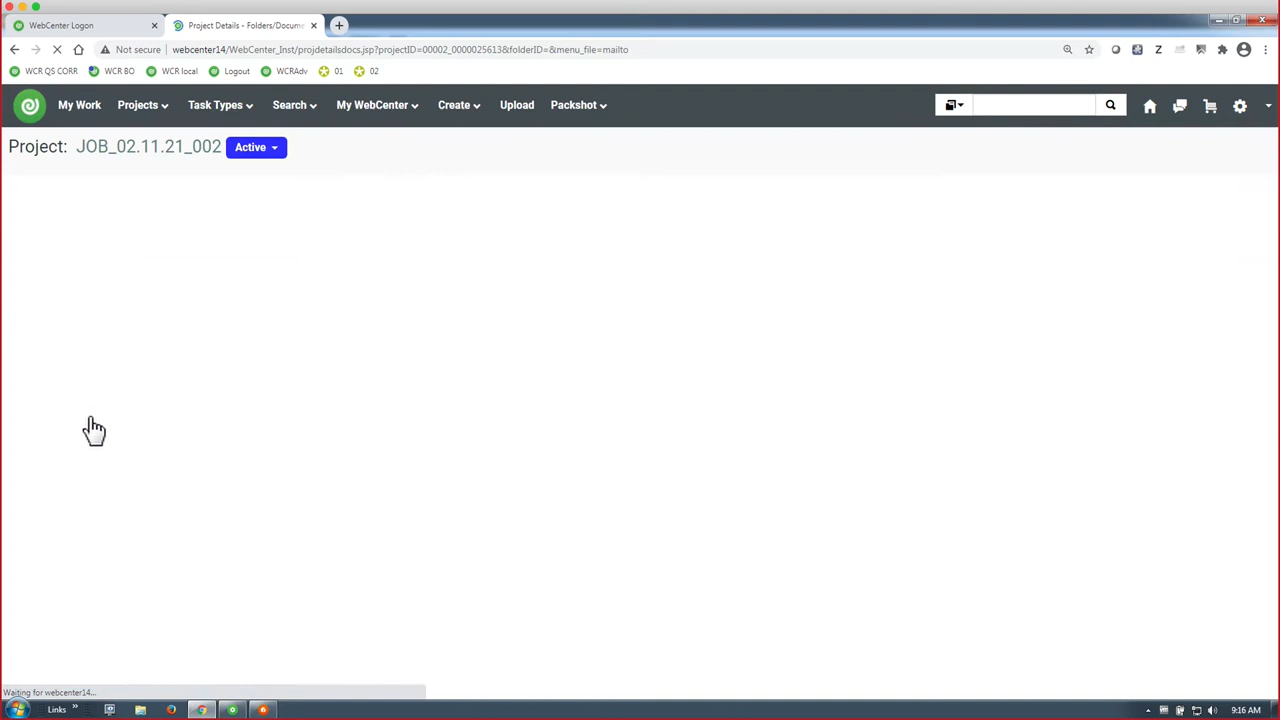 WebCenter Logon
Project Details - Folders/Docume
Not secure
webcenter14/WebCenter_Inst/projdetailsdocs.jsp?projectID=00002_0000025613&folderID=&menu_file=mailto
WCR QS CORR
WCR BO
WCR local
Logout
WCRAdv
01
02
My Work
Projects
Task Types
Search
My WebCenter
Create
Upload
Packshot
Project: JOB_02.11.21_002 Active
Waiting for webcenter14...
Links
9:16 AM